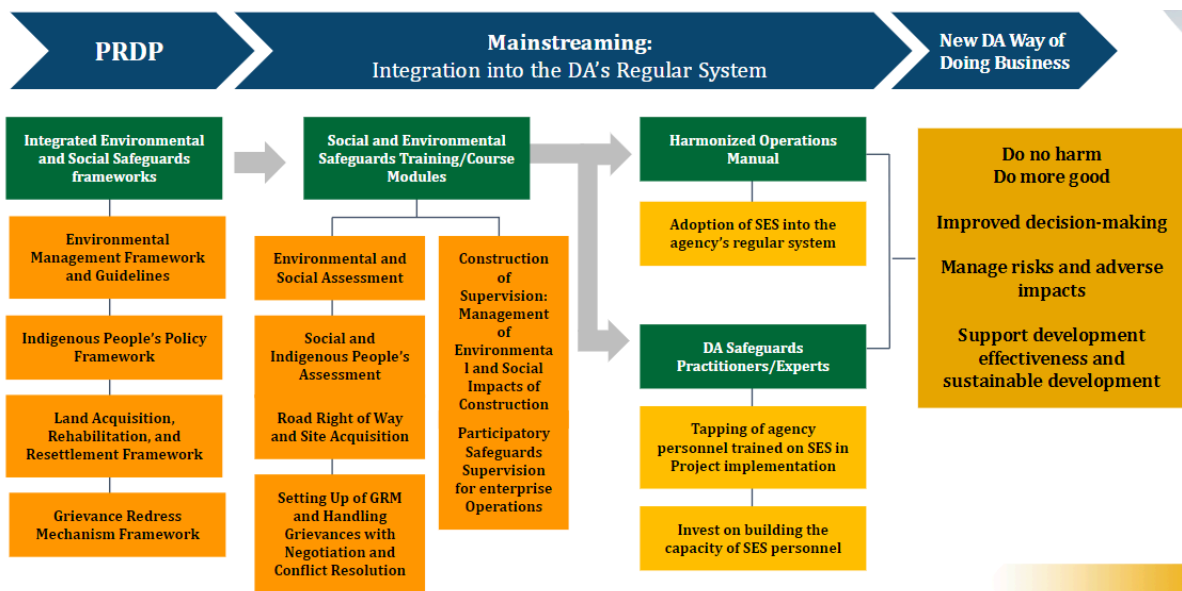 PRDP
Mainstreaming:
Integration into the DA's Regular System
New DA Way of
Doing Business
Integrated Environmental
and Social Safeguards
frameworks
Environmental
Management Framework
and Guidelines
Indigenous People's Policy
Framework
Land Acquisition,
Rehabilitation, and
Resettlement Framework
Grievance Redress
Mechanism Framework
Social and Environmental
Safeguards Training/Course
Modules
Environmental and
Social Assessment
Social and
Indigenous People's
Assessment
Road Right of Way
and Site Acquisition
Setting Up of GRM
and Handling
Grievances with
Negotiation and
Conflict Resolution
Construction
of
Supervision:
Management
of
Environmenta
l and Social
Impacts of
Construction
Participatory
Safeguards
Supervision
for enterprise
Operations
Harmonized Operations
Manual
Adoption of SES into the
agency's regular system
DA Safeguards
Practitioners/Experts
Tapping of agency
personnel trained on SES in
Project implementation
Invest on building the
capacity of SES personnel
Do no harm
Do more good
Improved decision-making
Manage risks and adverse
impacts
Support development
effectiveness and
sustainable development